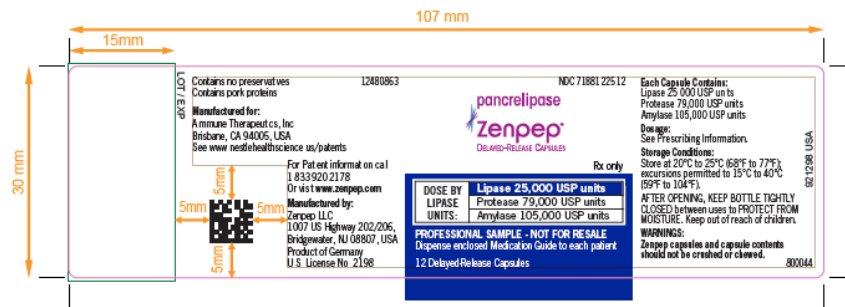 107 mm
15mm
30 mm
LOT / EXP
Contains no preservatives
Contains pork proteins
12480863
Manufactured for:
A mmune Therapeutics, Inc
Brisbane, CA 94005, USA
See www nestlehealthscience us/patents
For Patent informat on cal
1 833 920 2178
Or vis t www.zenpep.com
Manufactured by:
Zenpep LLC
1007 US Highway 202/206,
Bridgewater, NJ 08807, USA
Product of Germany
U S License No 2198
5mm
5mm
5mm
5mm
NDC 71881 225 12
pancrelipase
Zenpep®
DELAYED-RELEASE CAPSULES
Rx only
DOSE BY LIPASE UNITS:
Lipase 25,000 USP units
Protease 79,000 USP units
Amylase 105,000 USP units
PROFESSIONAL SAMPLE - NOT FOR RESALE
Dispense enclosed Medication Guide to each patient
12 Delayed-Release Capsules
Each Capsule Contains:
Lipase 25 000 USP un ts
Protease 79,000 USP units
Amylase 105,000 USP units
Dosage:
See Prescribing Information.
Storage Conditions:
Store at 20°C to 25°C (68°F to 77°F);
excursions permitted to 15°C to 40°C
(59°F to 104°F).
AFTER OPENING, KEEP BOTTLE TIGHTLY
CLOSED between uses to PROTECT FROM
MOISTURE. Keep out of reach of children.
WARNINGS:
Zenpep capsules and capsule contents
should not be crushed or chewed.
921298 USA
800044